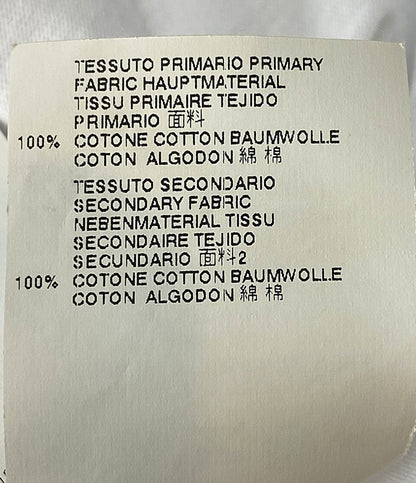 TESSUTO PRIMARIO PRIMARY
FABRIC HAUPTMATERIAL
TISSU PRIMAIRE TEJIDO
PRIMARIO 面料
100% COTONE COTTON BAUMWOLLE
COTON ALGODON 綿 棉
TESSUTO SECONDARIO
SECONDARY FABRIC
NEBENMATERIAL TISSU
SECONDAIRE TEJIDO
SECUNDARIO 面料2
100% COTONE COTTON BAUMWOLLE
COTON ALGODON 綿 棉